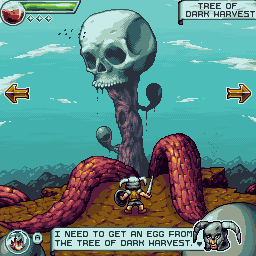 TREE OF
DARK HARVEST
A
I NEED TO GET AN EGG FROM
THE TREE OF DARK HARVEST.